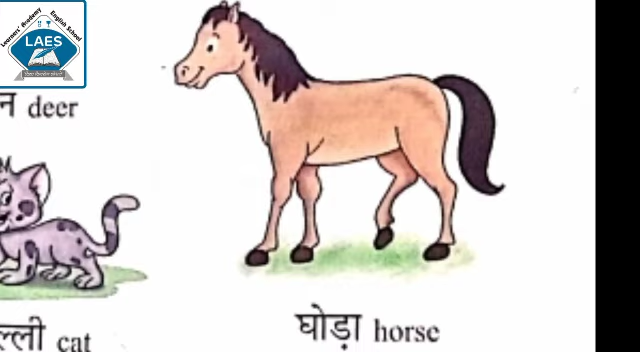 Learners' Academy English School
LAES
deer
घोड़ा horse
cat